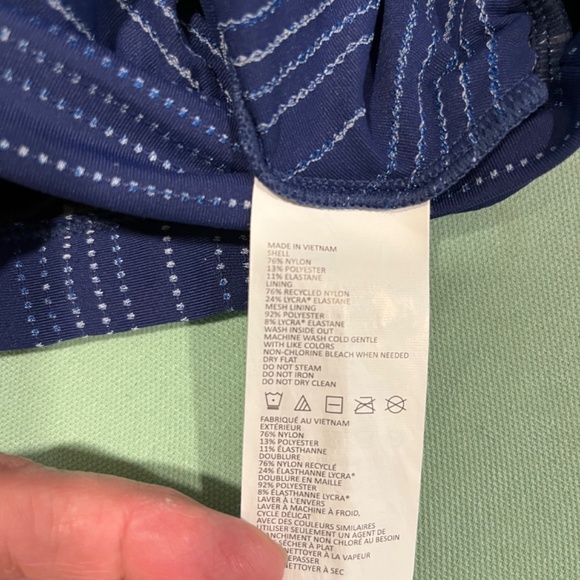 MADE IN VIETNAM
SHELL
76% NYLON
13% POLYESTER
11% ELASTANE
LINING
76% RECYCLED NYLON
24% LYCRA® ELASTANE
MESH LINING
92% POLYESTER
8% LYCRA® ELASTANE
WASH INSIDE OUT
MACHINE WASH COLD GENTLE
WITH LIKE COLORS
NON-CHLORINE BLEACH WHEN NEEDED
DRY FLAT
DO NOT STEAM
DO NOT IRON
DO NOT DRY CLEAN
FABRIQUÉ AU VIETNAM
EXTÉRIEUR
76% NYLON
13% POLYESTER
11% ÉLASTHANNE
DOUBLURE
76% NYLON RECYCLÉ
24% ÉLASTHANNE LYCRA®
DOUBLURE EN MAILLE
92% POLYESTER
8% ÉLASTHANNE LYCRA®
LAVER À L'ENVERS
LAVER À MACHINE À FROID,
CYCLE DÉLICAT
AVEC DES COULEURS SIMILAIRES
UTILISER SEULEMENT UN AGENT DE
BLANCHIMENT NON CHLORÉ AU BESOIN
SÉCHER À PLAT
NETTOYER À LA VAPEUR
REPASSER
NETTOYER À SEC